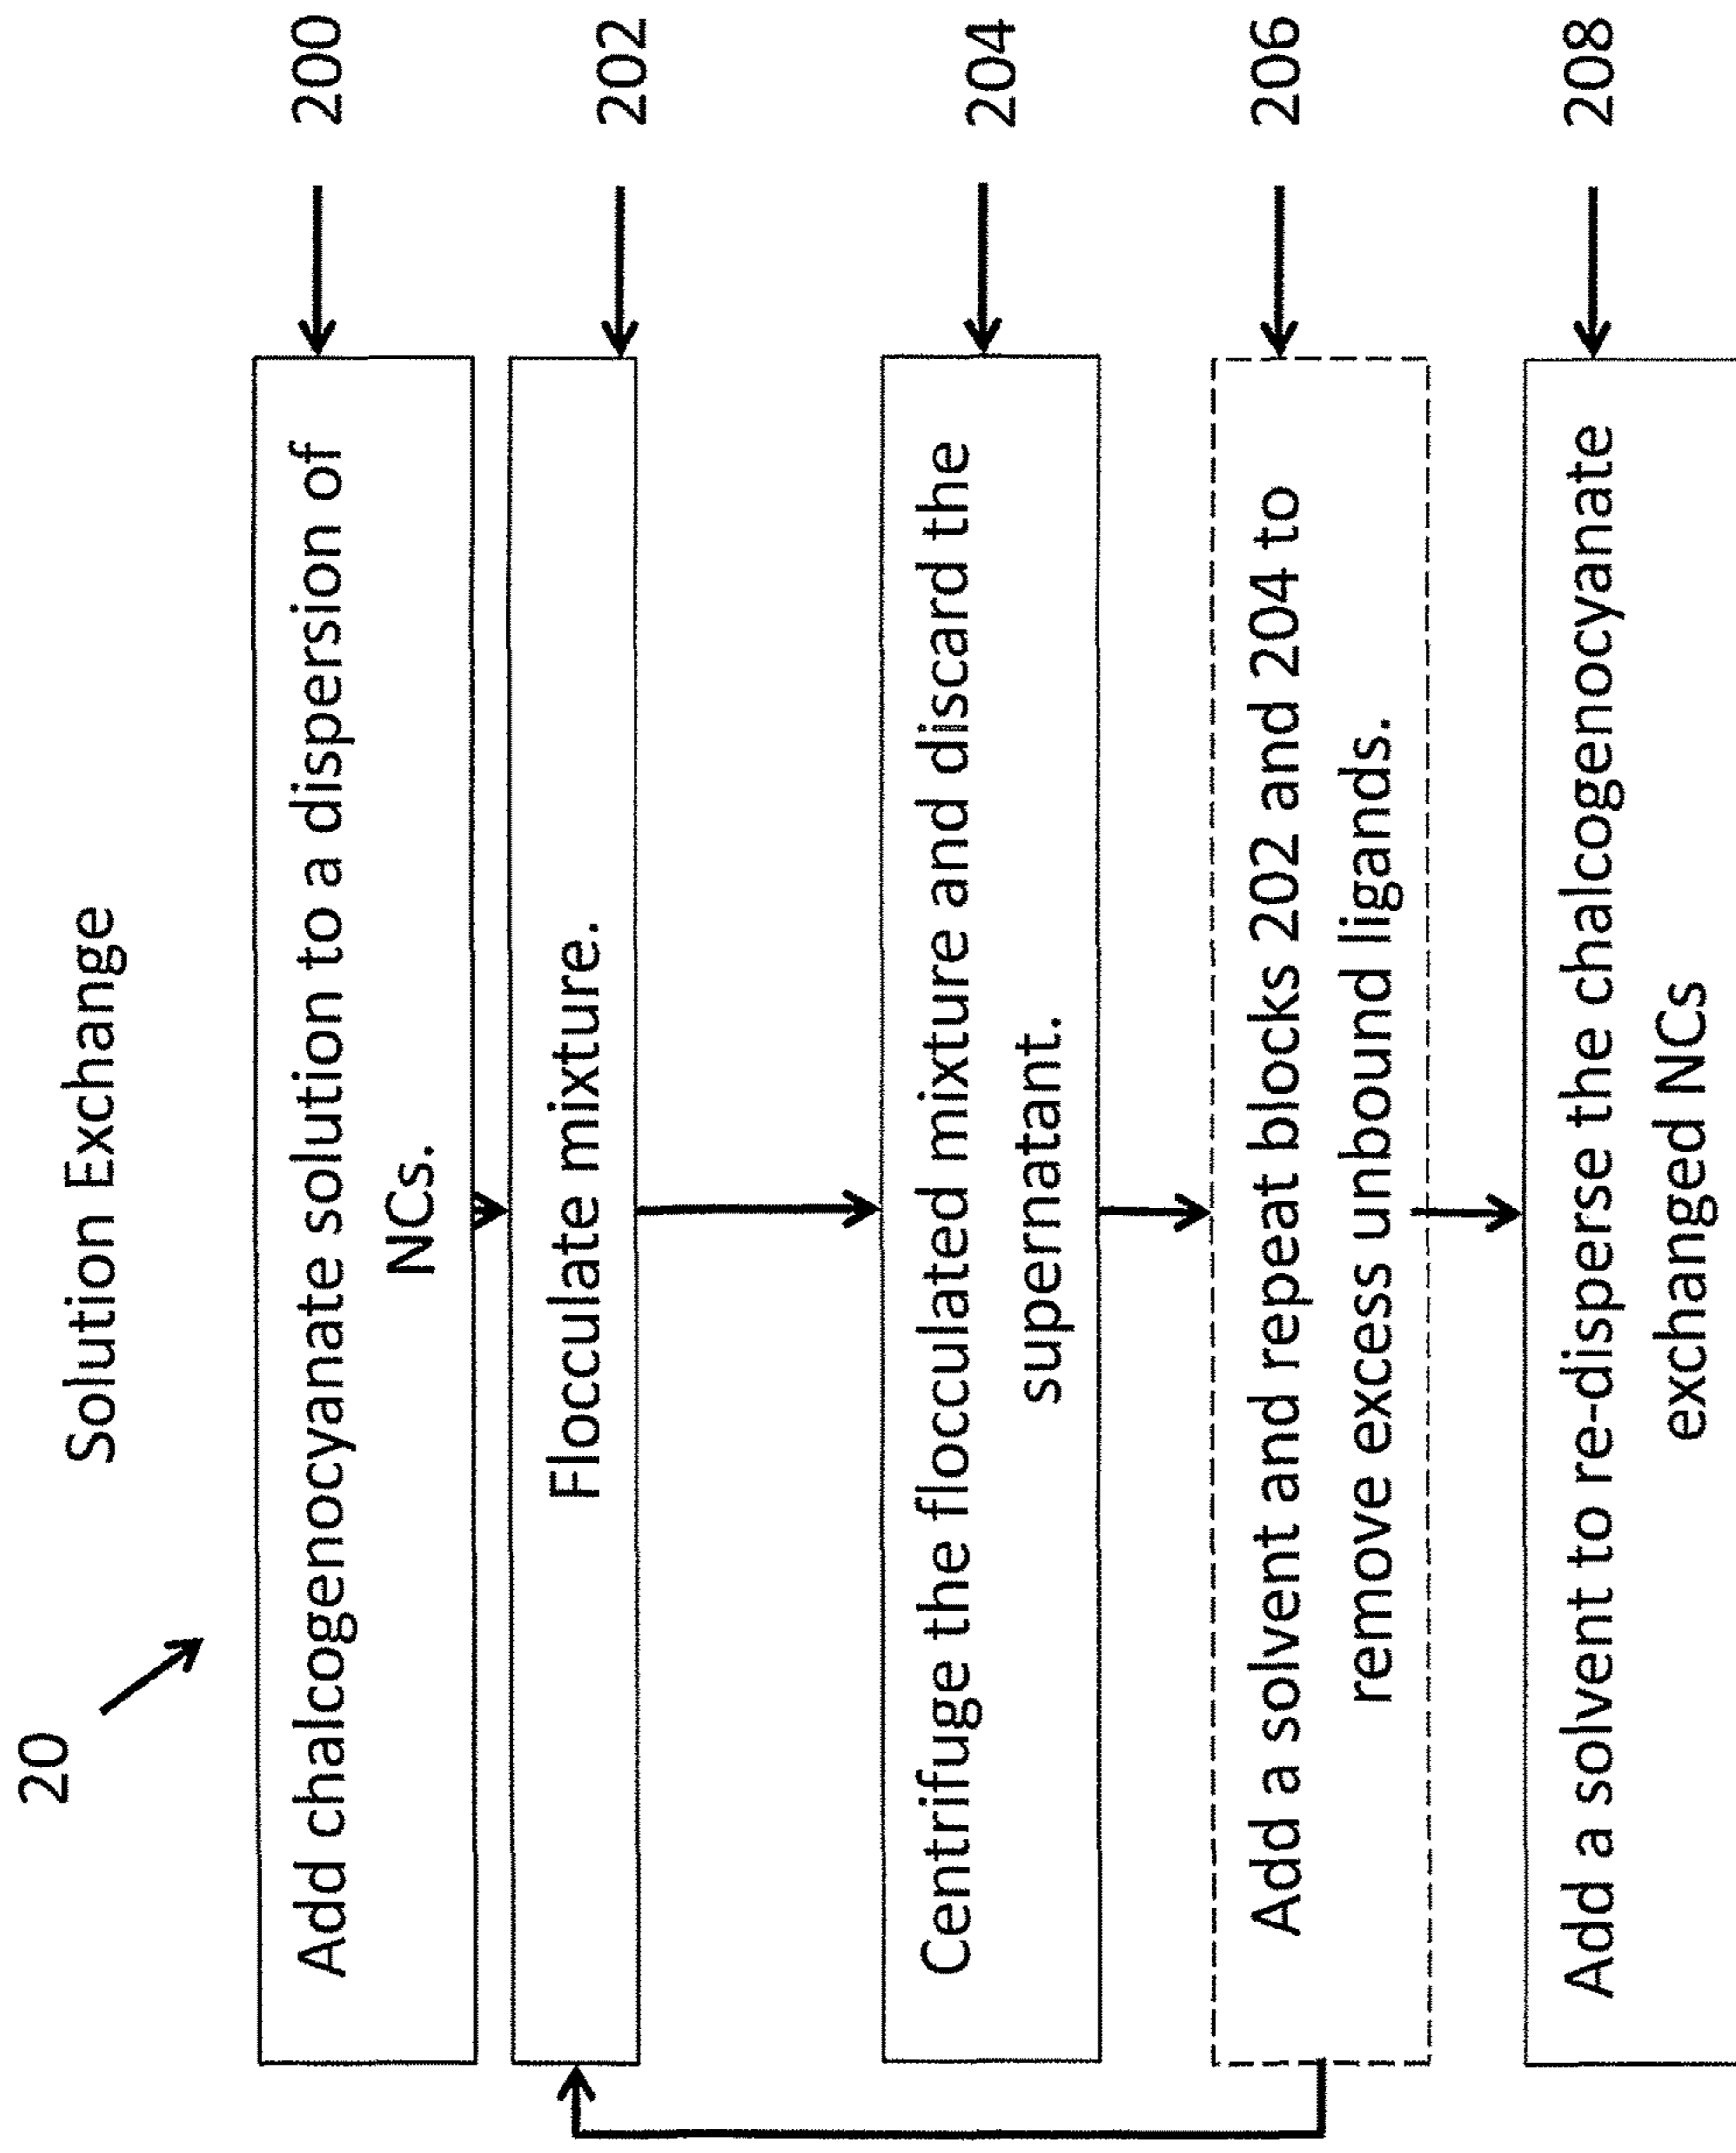 20
Solution Exchange
Add chalcogenocyanate solution to a dispersion of
NCs.
200
Flocculate mixture.
202
Centrifuge the flocculated mixture and discard the
supernatant.
204
Add a solvent and repeat blocks 202 and 204 to
remove excess unbound ligands.
206
Add a solvent to re-disperse the chalcogenocyanate
exchanged NCs
208